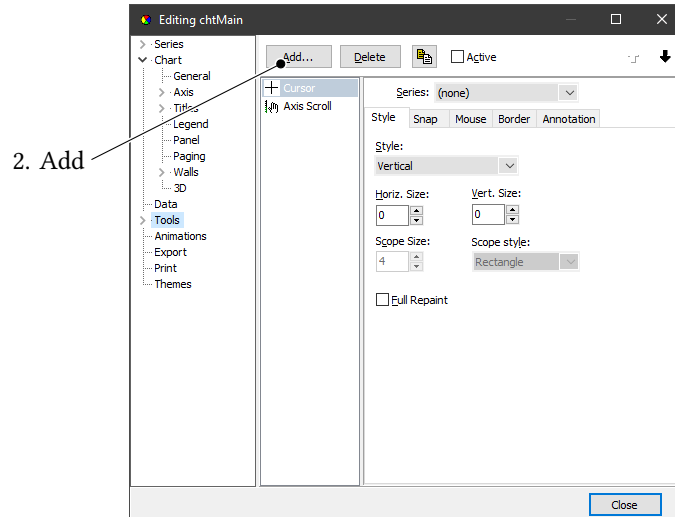 Editing chtMain
Series
Chart
General
Axis
Titles
Legend
Panel
Paging
Walls
3D
Data
Tools
Animations
Export
Print
Themes
2. Add
Add...
Delete
Active
Cursor
Axis Scroll
Series: (none)
Style Snap Mouse Border Annotation
Style:
Vertical
Horiz. Size: Vert. Size:
0 0
Scope Size: Scope style:
4 Rectangle
Full Repaint
Close